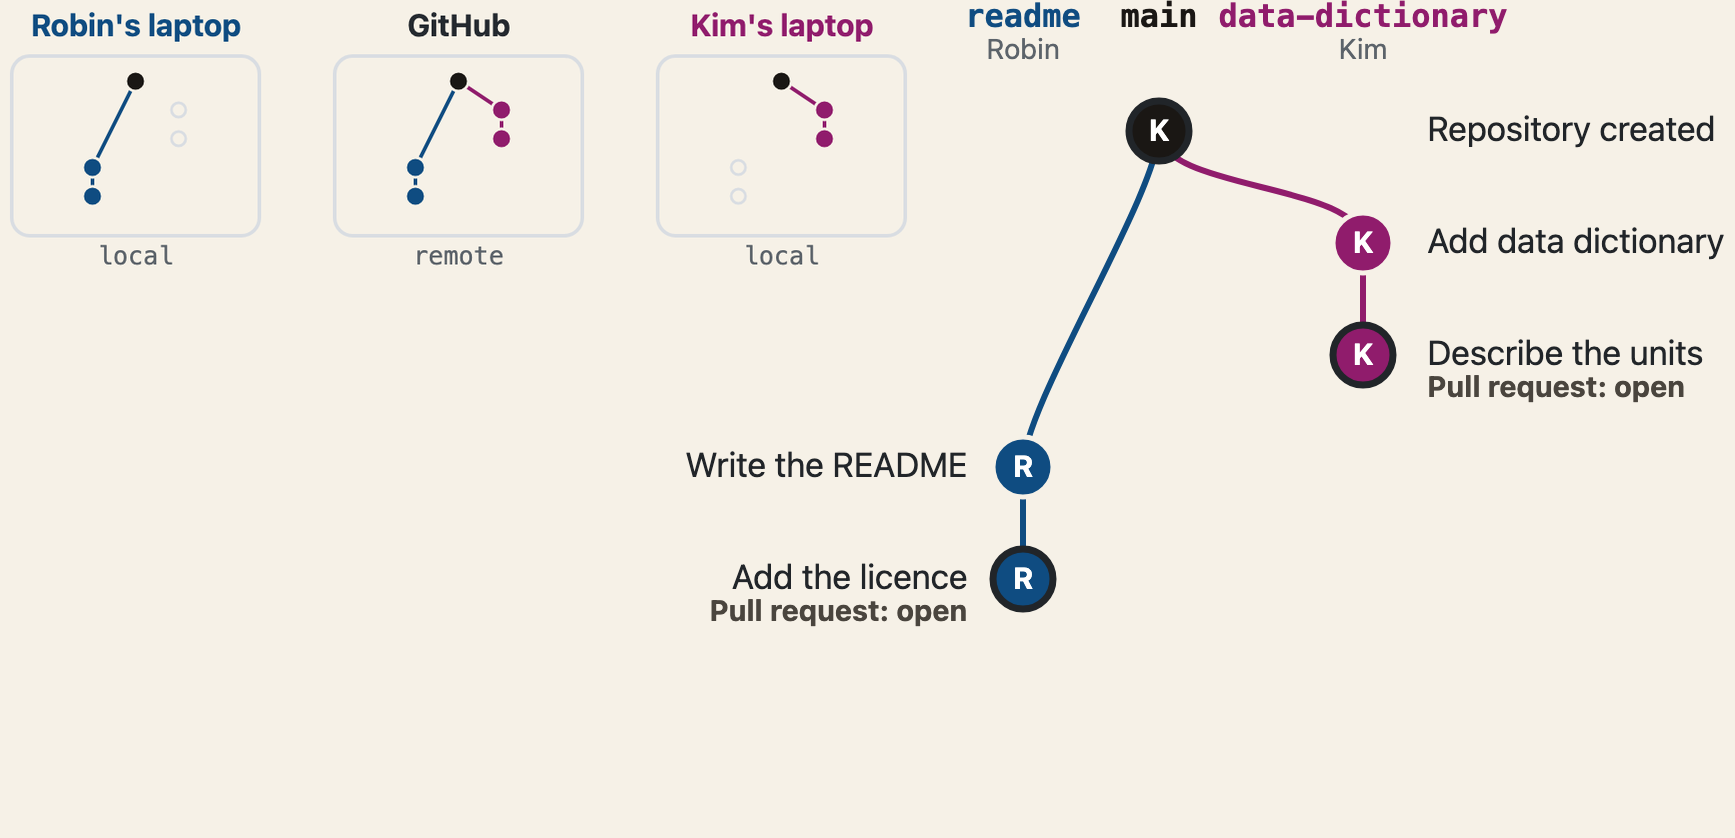 Robin's laptop
GitHub
Kim's laptop
local
remote
local
readme main data-dictionary
Robin
Kim
K
Repository created
K
Add data dictionary
K
Describe the units
Pull request: open
Write the README
R
Add the licence
R
Pull request: open